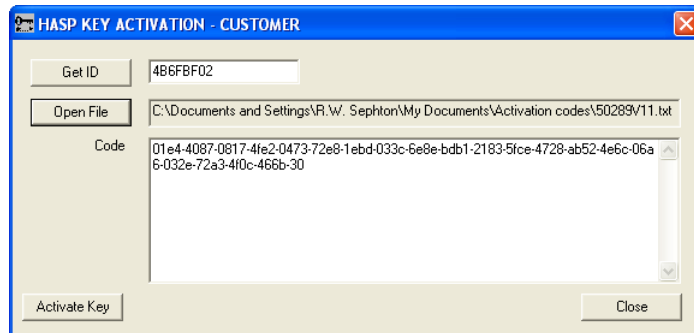 HASP KEY ACTIVATION - CUSTOMER
Get ID 4B6FBF02
Open File C:\Documents and Settings\R.W. Sephton\My Documents\Activation codes\50289V11.txt
Code 01e4-4087-0817-4fe2-0473-72e8-1ebd-033c-6e8e-bdb1-2183-5fce-4728-ab52-4e6c-06a
6-032e-72a3-4f0c-466b-30
Activate Key Close